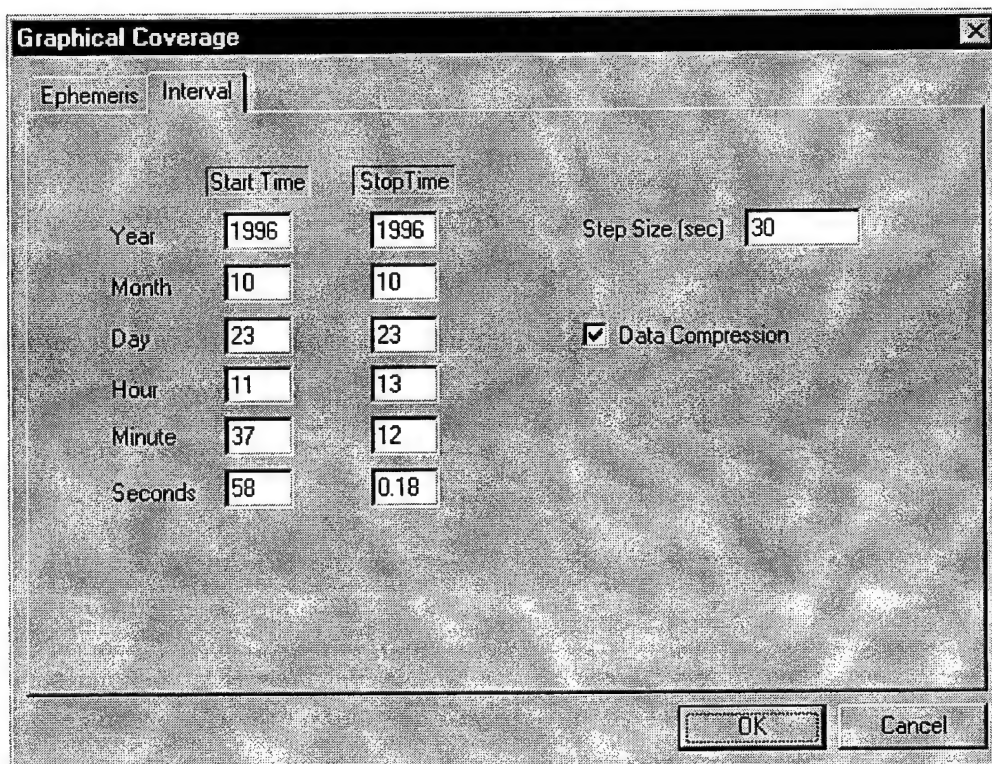 Graphical Coverage
Ephemeris Interval
Start Time StopTime
Year 1996 1996 Step Size (sec) 30
Month 10 10
Day 23 23 Data Compression
Hour 11 13
Minute 37 12
Seconds 58 0.18
OK Cancel